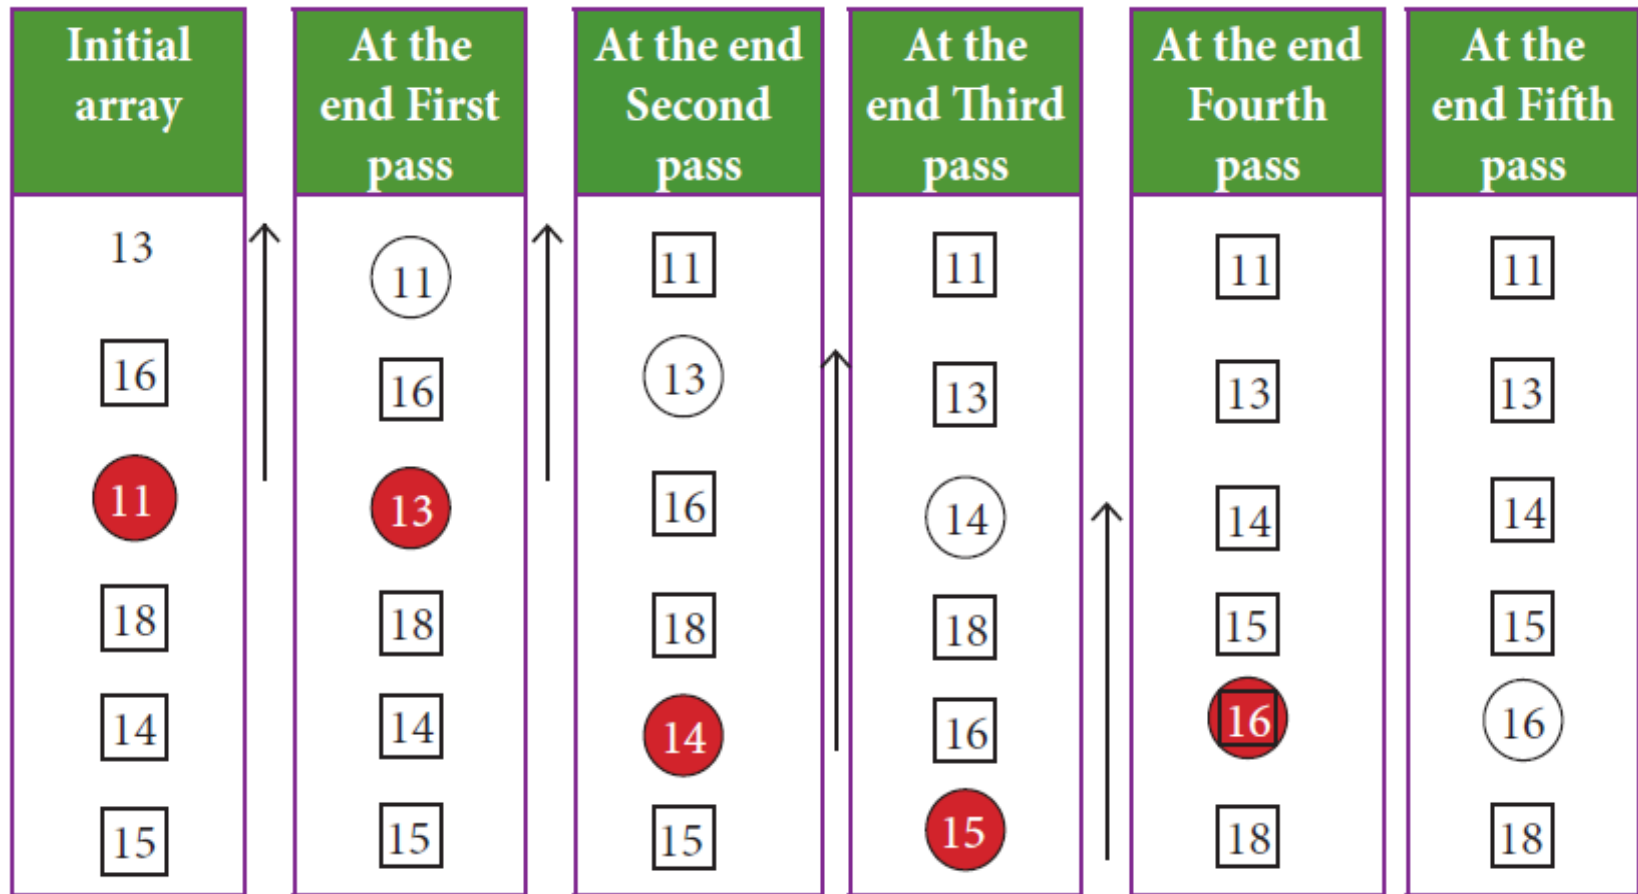 Initial
array
At the
end First
pass
At the end
Second
pass
At the
end Third
pass
At the end
Fourth
pass
At the
end Fifth
pass
13
16
11
18
14
15
11
16
13
18
14
15
11
13
16
18
14
15
11
13
14
18
16
15
11
13
14
15
16
18
11
13
14
15
16
18